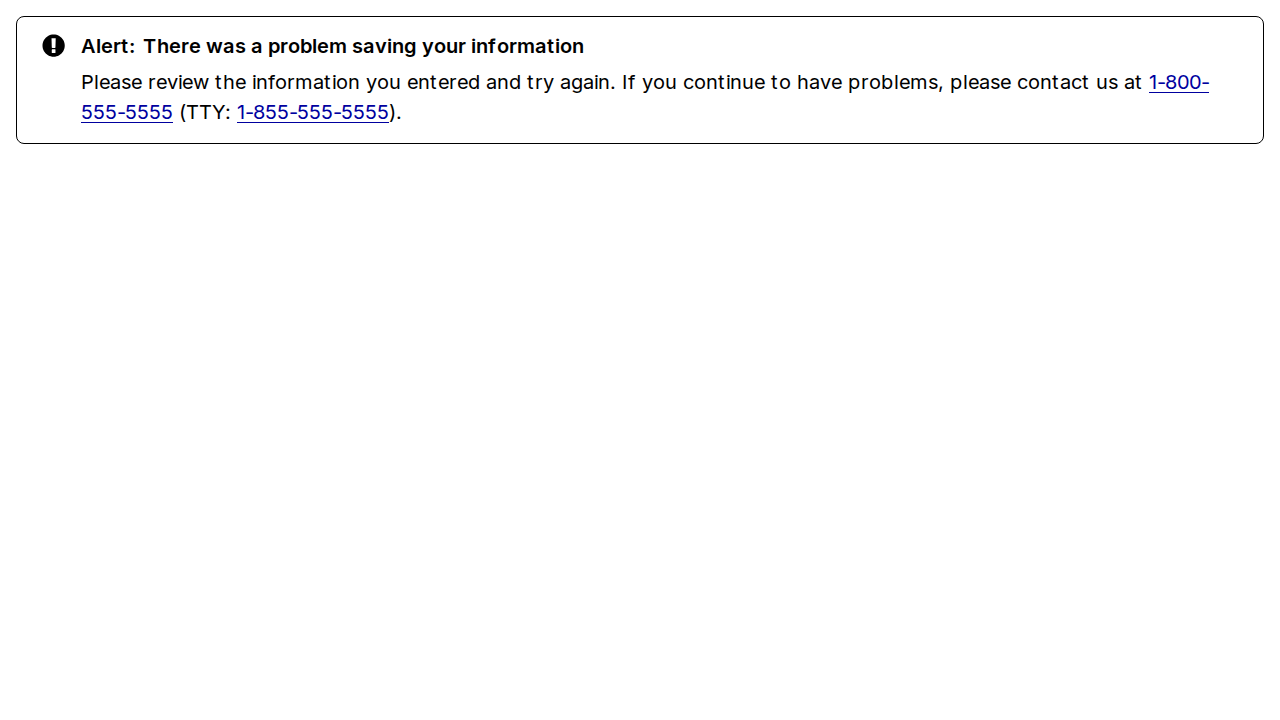 Alert: There was a problem saving your information
Please review the information you entered and try again. If you continue to have problems, please contact us at 1-800-
555-5555 (TTY: 1-855-555-5555).